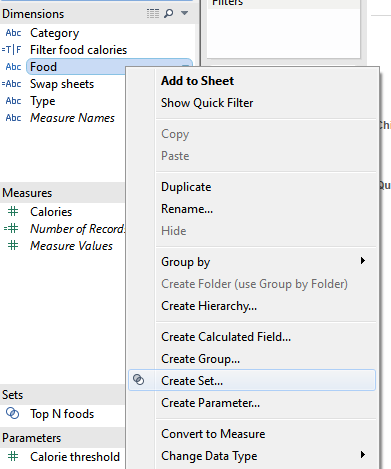 Dimensions
Filters
Abc Category
=T|F Filter food calories
Abc Food
Abc Swap sheets
Abc Type
Abc Measure Names
Add to Sheet
Show Quick Filter
Copy
Paste
Duplicate
Rename...
Hide
Group by
Create Folder (use Group by Folder)
Create Hierarchy...
Create Calculated Field...
Create Group...
Create Set...
Create Parameter...
Convert to Measure
Change Data Type
Measures
# Calories
=# Number of Records
# Measure Values
Sets
Top N foods
Parameters
# Calorie threshold
Chi
Qu